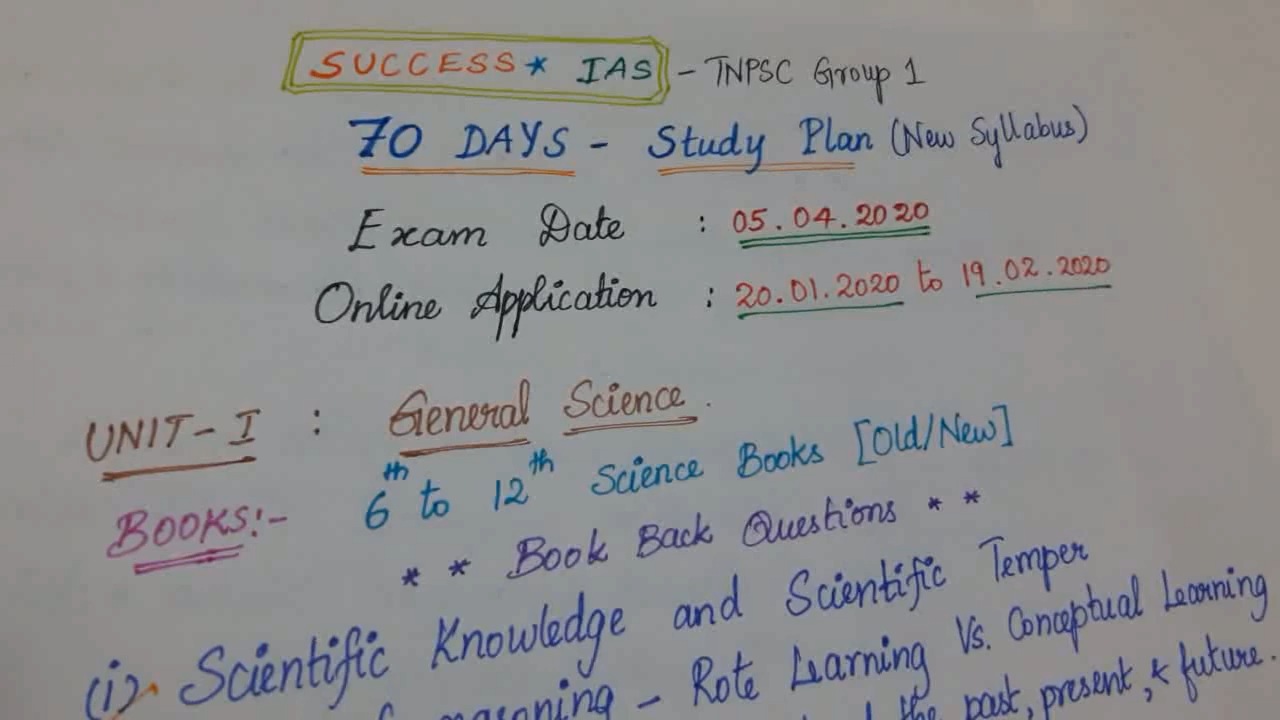 SUCCESS * IAS - TNPSC Group 1
70 DAYS - Study Plan (New Syllabus)
Exam Date : 05.04.2020
Online Application : 20.01.2020 to 19.02.2020
UNIT - I : General Science.
BOOKS:- 6th to 12th Science Books [Old/New]
* * Book Back Questions * *
(i). Scientific Knowledge and Scientific Temper
- Rote Learning Vs. Conceptual Learning
the past, present, & future.